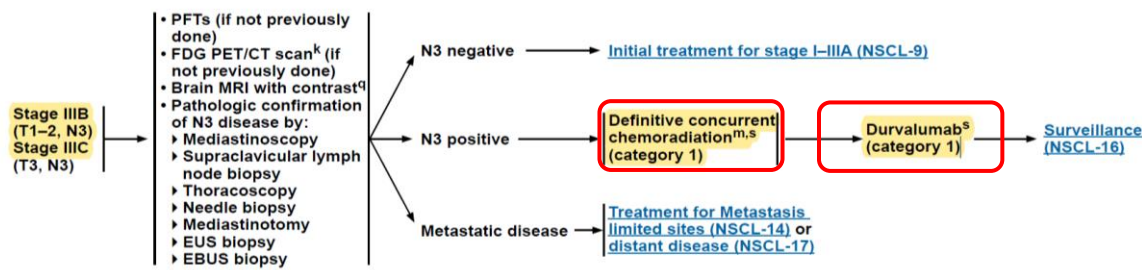 Stage IIIB
(T1–2, N3)
Stage IIIC
(T3, N3)
• PFTs (if not previously
done)
• FDG PET/CT scanᵏ (if
not previously done)
• Brain MRI with contrast^q
• Pathologic confirmation
of N3 disease by:
▸ Mediastinoscopy
▸ Supraclavicular lymph
node biopsy
▸ Thoracoscopy
▸ Needle biopsy
▸ Mediastinotomy
▸ EUS biopsy
▸ EBUS biopsy
N3 negative
Initial treatment for stage I–IIIA (NSCL-9)
N3 positive
Definitive concurrent
chemoradiationᵐ,ˢ
(category 1)
Durvalumabˢ
(category 1)
Surveillance
(NSCL-16)
Metastatic disease
Treatment for Metastasis
limited sites (NSCL-14) or
distant disease (NSCL-17)